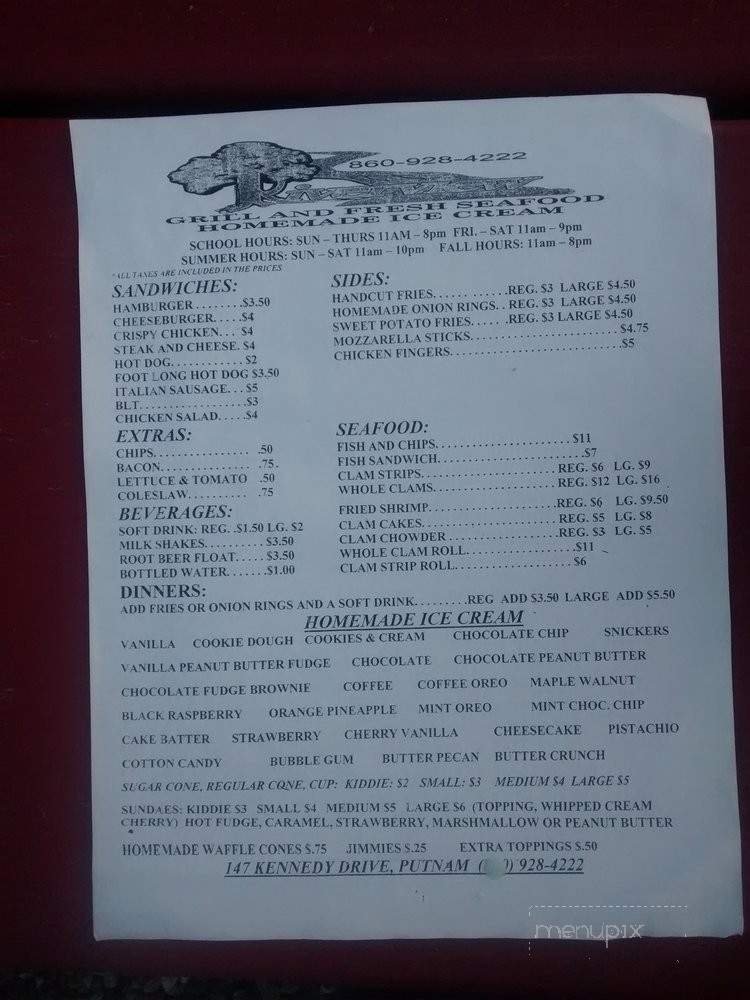 860-928-4222
GRILL AND FRESH SEAFOOD
HOMEMADE ICE CREAM
SCHOOL HOURS: SUN – THURS 11AM – 8pm FRI. – SAT 11am – 9pm
SUMMER HOURS: SUN – SAT 11am – 10pm FALL HOURS: 11am – 8pm
*ALL TAXES ARE INCLUDED IN THE PRICES
SANDWICHES:
HAMBURGER........$3.50
CHEESEBURGER.....$4
CRISPY CHICKEN... $4
STEAK AND CHEESE. $4
HOT DOG............ $2
FOOT LONG HOT DOG $3.50
ITALIAN SAUSAGE... $5
BLT.................$3
CHICKEN SALAD.....$4
SIDES:
HANDCUT FRIES..... ......REG. $3 LARGE $4.50
HOMEMADE ONION RINGS. . REG. $3 LARGE $4.50
SWEET POTATO FRIES..... .REG. $3 LARGE $4.50
MOZZARELLA STICKS........................ $4.75
CHICKEN FINGERS...........................$5
EXTRAS:
CHIPS............... .50
BACON.............. .75.
LETTUCE & TOMATO .50
COLESLAW.......... .75
SEAFOOD:
FISH AND CHIPS......................$11
FISH SANDWICH.......................$7
CLAM STRIPS...................... REG. $6 LG. $9
WHOLE CLAMS.................... REG. $12 LG. $16
FRIED SHRIMP....................REG. $6 LG. $9.50
CLAM CAKES..................... REG. $5 LG. $8
CLAM CHOWDER..................REG. $3 LG. $5
WHOLE CLAM ROLL.................$11
CLAM STRIP ROLL.................. $6
BEVERAGES:
SOFT DRINK: REG. .$1.50 LG. $2
MILK SHAKES..........$3.50
ROOT BEER FLOAT.....$3.50
BOTTLED WATER.......$1.00
DINNERS:
ADD FRIES OR ONION RINGS AND A SOFT DRINK.........REG ADD $3.50 LARGE ADD $5.50
HOMEMADE ICE CREAM
VANILLA COOKIE DOUGH COOKIES & CREAM CHOCOLATE CHIP SNICKERS
VANILLA PEANUT BUTTER FUDGE CHOCOLATE CHOCOLATE PEANUT BUTTER
CHOCOLATE FUDGE BROWNIE COFFEE COFFEE OREO MAPLE WALNUT
BLACK RASPBERRY ORANGE PINEAPPLE MINT OREO MINT CHOC. CHIP
CAKE BATTER STRAWBERRY CHERRY VANILLA CHEESECAKE PISTACHIO
COTTON CANDY BUBBLE GUM BUTTER PECAN BUTTER CRUNCH
SUGAR CONE, REGULAR CONE, CUP: KIDDIE: $2 SMALL: $3 MEDIUM $4 LARGE $5
SUNDAES: KIDDIE $3 SMALL $4 MEDIUM $5 LARGE $6 (TOPPING, WHIPPED CREAM
CHERRY) HOT FUDGE, CARAMEL, STRAWBERRY, MARSHMALLOW OR PEANUT BUTTER
HOMEMADE WAFFLE CONES $.75 JIMMIES $.25 EXTRA TOPPINGS $.50
147 KENNEDY DRIVE, PUTNAM ( 0) 928-4222
menupix